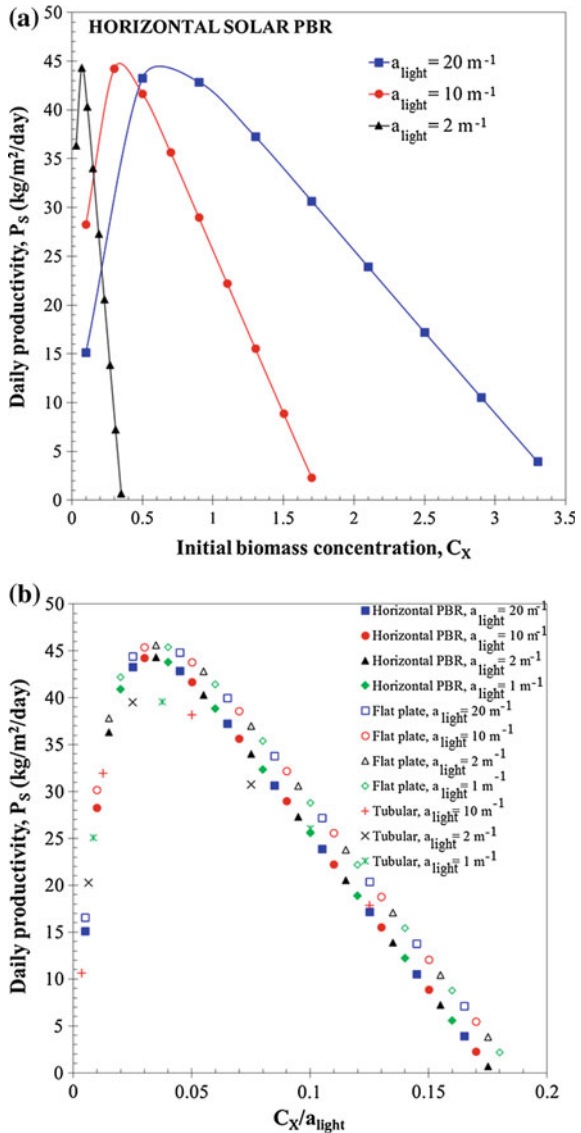 (a)
HORIZONTAL SOLAR PBR
a_light = 20 m⁻¹
a_light = 10 m⁻¹
a_light = 2 m⁻¹
Daily productivity, P_S (kg/m²/day)
50
45
40
35
30
25
20
15
10
5
0
0 0.5 1 1.5 2 2.5 3 3.5
Initial biomass concentration, C_X
(b)
Horizontal PBR, a_light = 20 m⁻¹
Horizontal PBR, a_light = 10 m⁻¹
Horizontal PBR, a_light = 2 m⁻¹
Horizontal PBR, a_light = 1 m⁻¹
Flat plate, a_light = 20 m⁻¹
Flat plate, a_light = 10 m⁻¹
Flat plate, a_light = 2 m⁻¹
Flat plate, a_light = 1 m⁻¹
Tubular, a_light = 10 m⁻¹
Tubular, a_light = 2 m⁻¹
Tubular, a_light = 1 m⁻¹
Daily productivity, P_S (kg/m²/day)
50
45
40
35
30
25
20
15
10
5
0
0 0.05 0.1 0.15 0.2
C_X/a_light